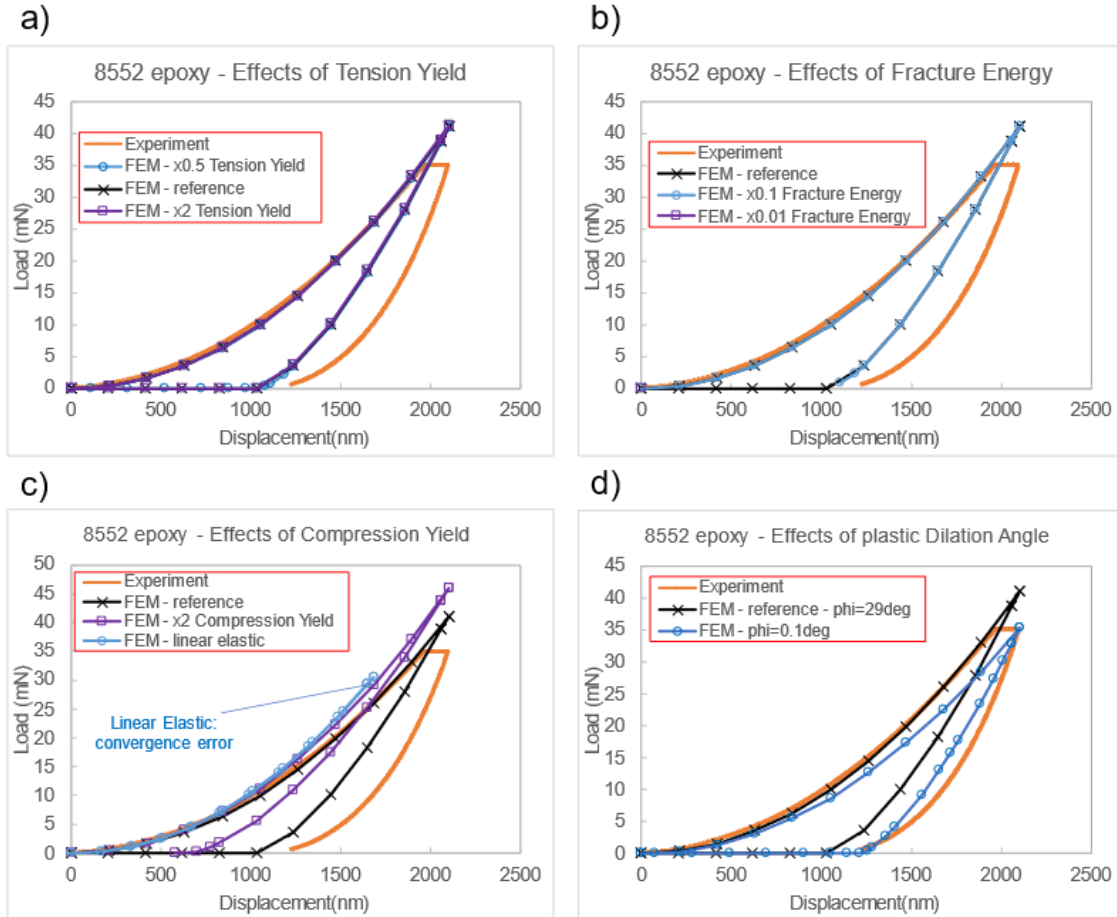 a)
8552 epoxy - Effects of Tension Yield
45
40
35
30
25
20
15
10
5
0
Load (mN)
Experiment
FEM - x0.5 Tension Yield
FEM - reference
FEM - x2 Tension Yield
0 500 1000 1500 2000 2500
Displacement(nm)
b)
8552 epoxy - Effects of Fracture Energy
45
40
35
30
25
20
15
10
5
0
Load (mN)
Experiment
FEM - reference
FEM - x0.1 Fracture Energy
FEM - x0.01 Fracture Energy
0 500 1000 1500 2000 2500
Displacement(nm)
c)
8552 epoxy - Effects of Compression Yield
50
45
40
35
30
25
20
15
10
5
0
Load (mN)
Experiment
FEM - reference
FEM - x2 Compression Yield
FEM - linear elastic
Linear Elastic:
convergence error
0 500 1000 1500 2000 2500
Displacement(nm)
d)
8552 epoxy - Effects of plastic Dilation Angle
45
40
35
30
25
20
15
10
5
0
Load (mN)
Experiment
FEM - reference - phi=29deg
FEM - phi=0.1deg
0 500 1000 1500 2000 2500
Displacement(nm)